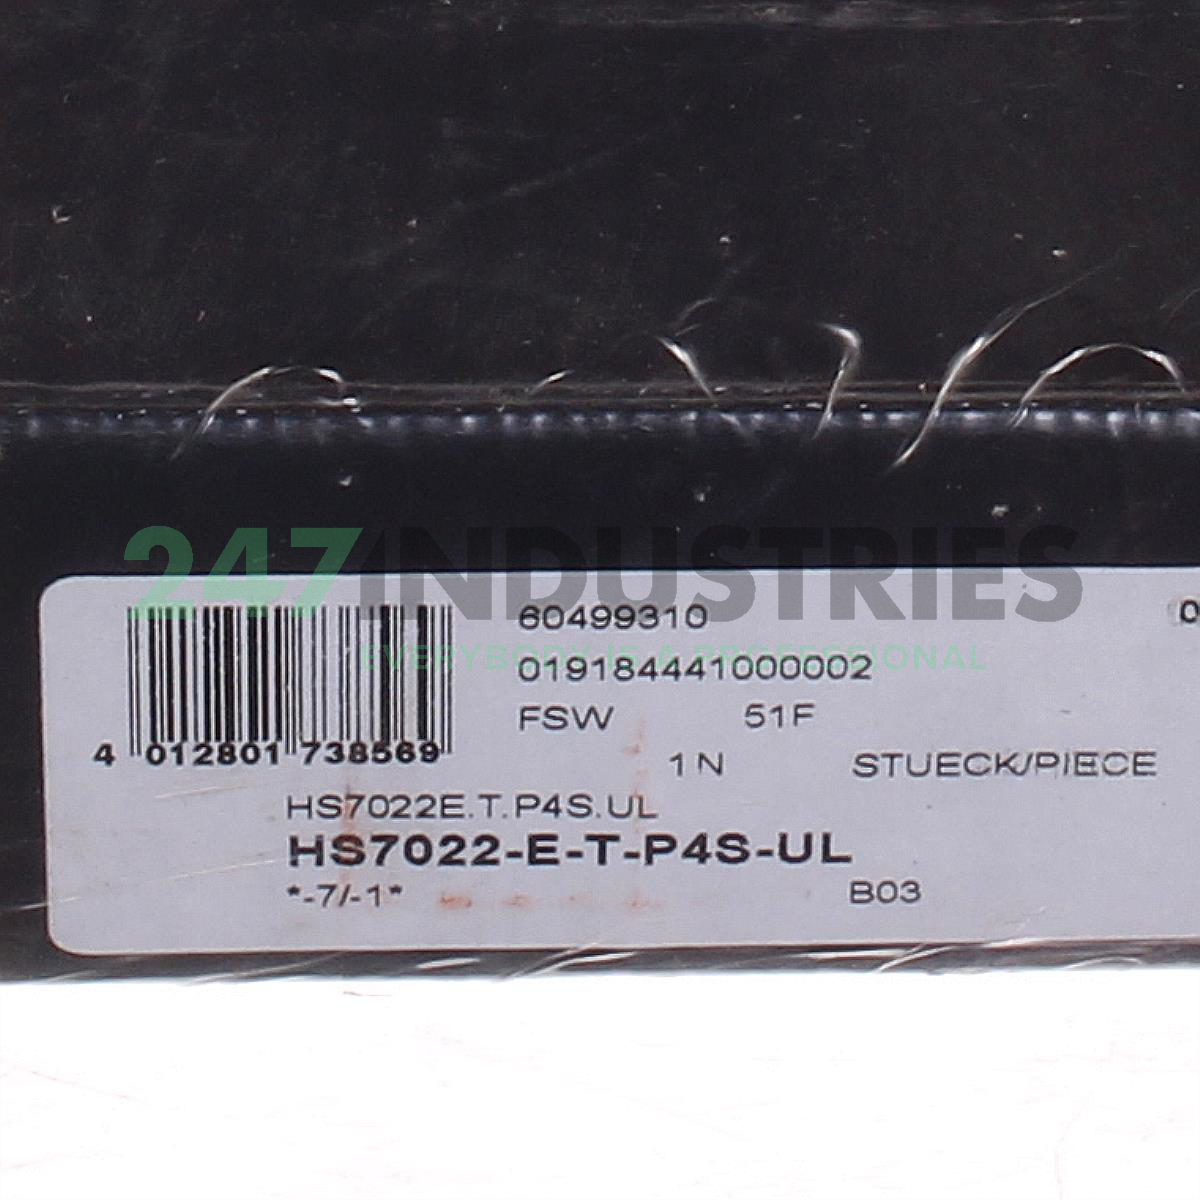 247INDUSTRIES
EVERYBODY IS A PROFESSIONAL
60499310
019184441000002
FSW 51F
1 N STUECK/PIECE
4 012801 738569
HS7022E.T.P4S.UL
HS7022-E-T-P4S-UL
*-7/-1* B03